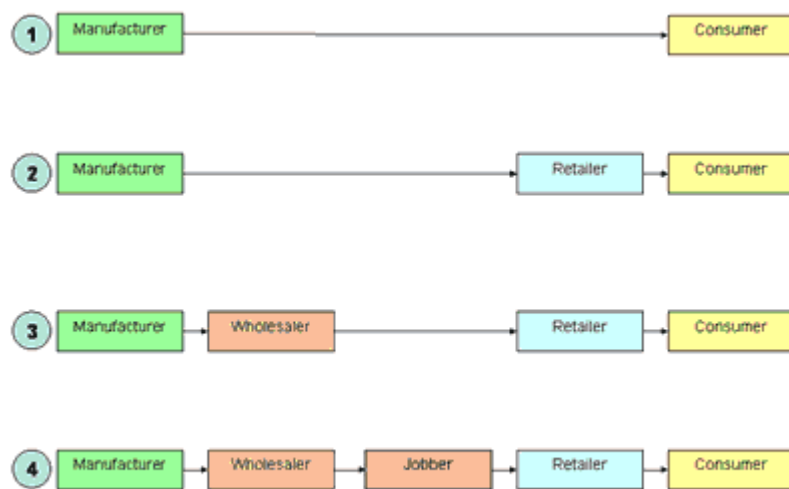 1 Manufacturer Consumer
2 Manufacturer Retailer Consumer
3 Manufacturer Wholesaler Retailer Consumer
4 Manufacturer Wholesaler Jobber Retailer Consumer